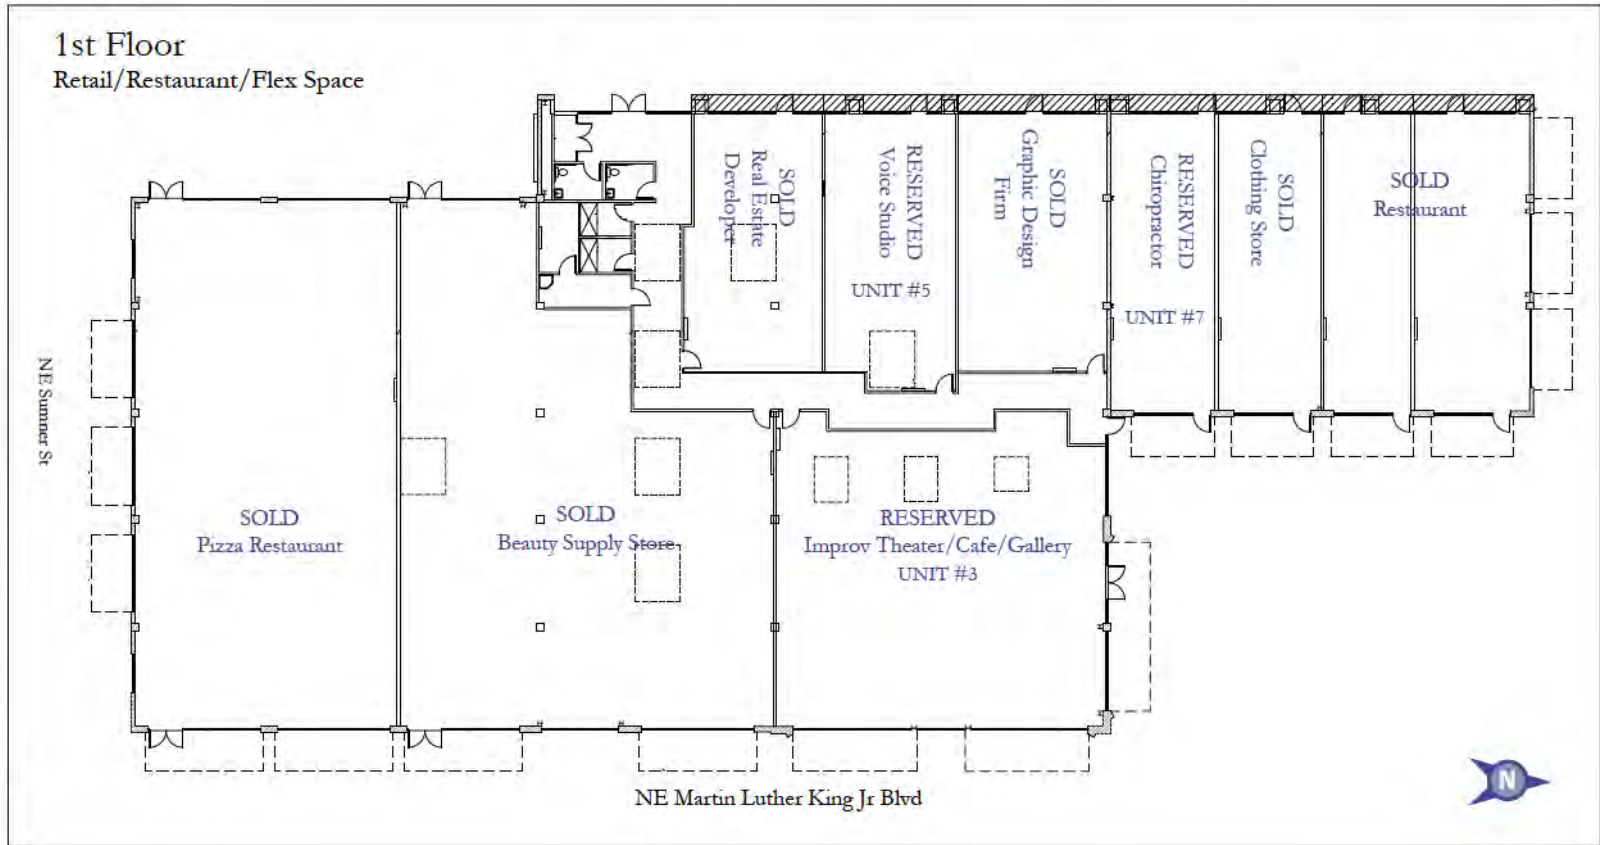 1st Floor
Retail/Restaurant/Flex Space
SOLD
Real Estate
Developer
RESERVED
Voice Studio
UNIT #5
SOLD
Graphic Design
Firm
RESERVED
Chiropractor
UNIT #7
SOLD
Clothing Store
SOLD
Restaurant
NE Sumner St
SOLD
Pizza Restaurant
SOLD
Beauty Supply Store
RESERVED
Improv Theater/Cafe/Gallery
UNIT #3
NE Martin Luther King Jr Blvd
N